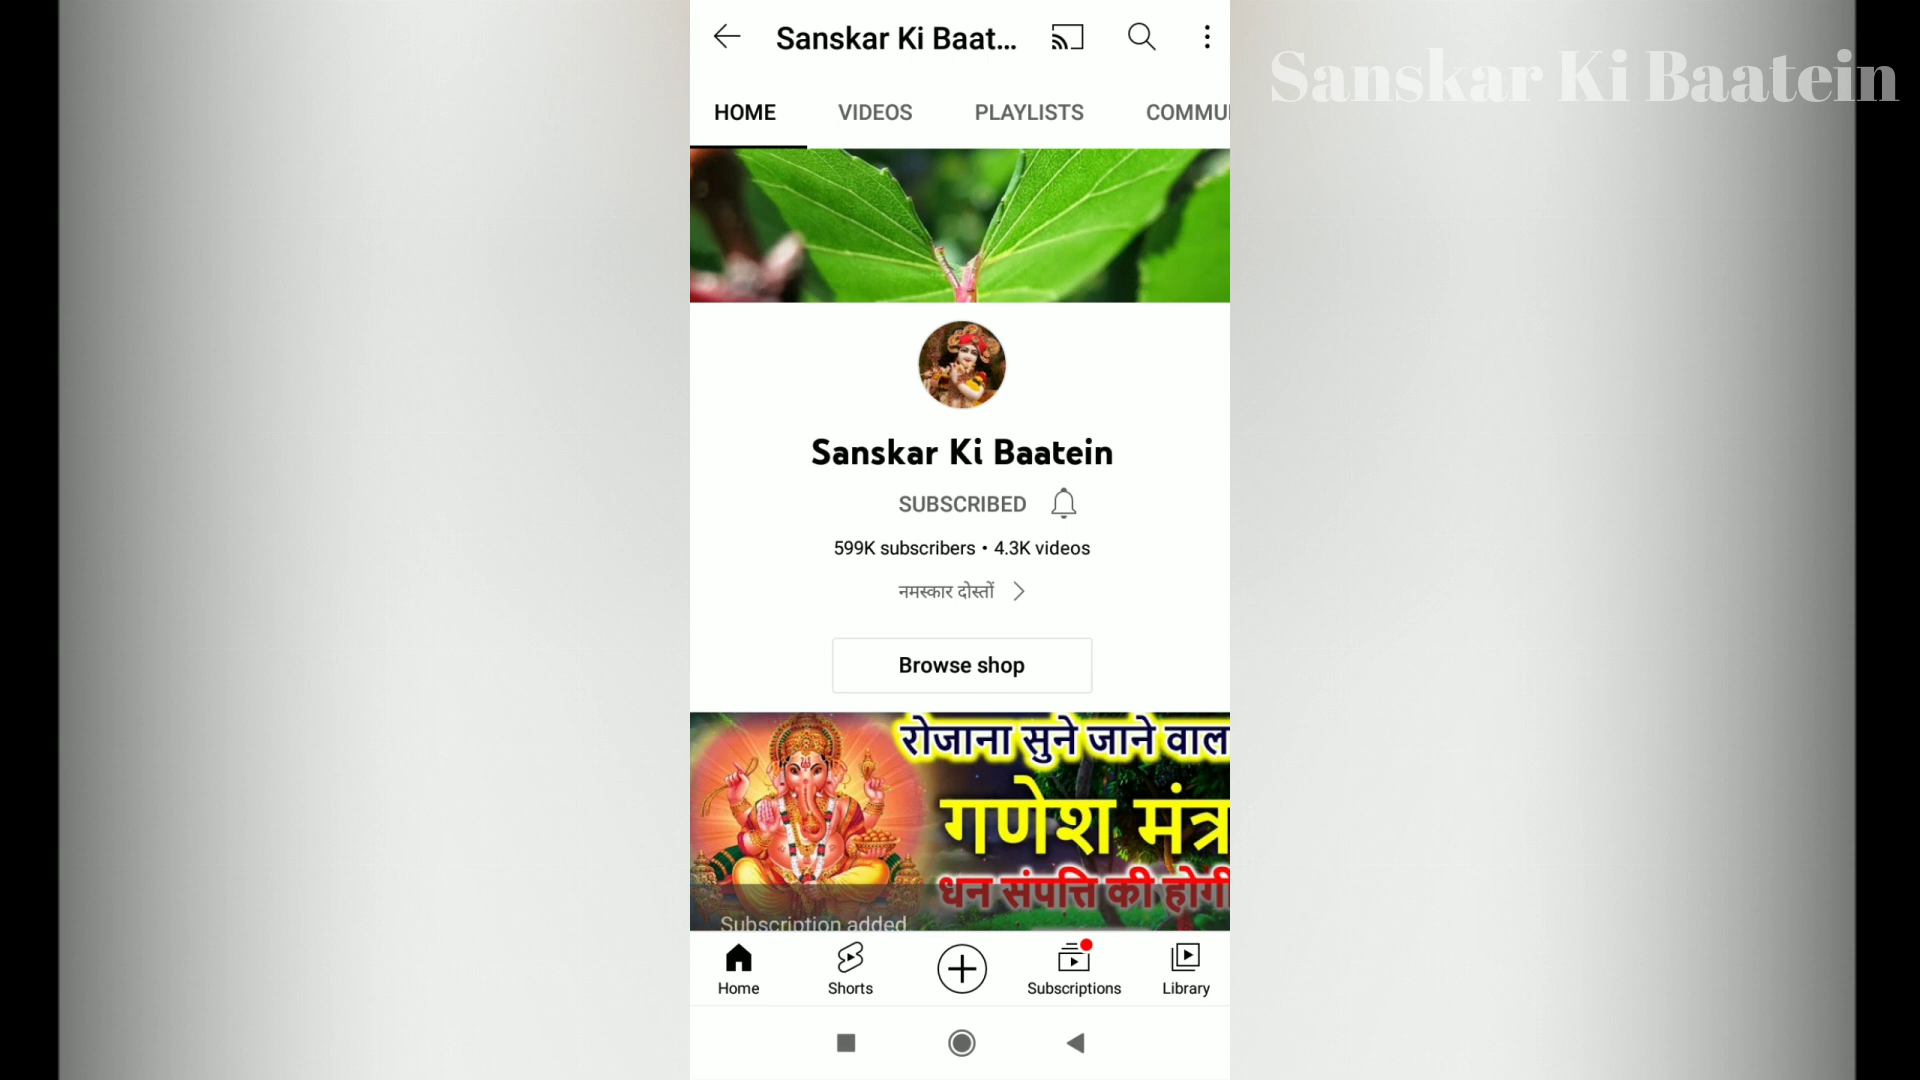 Sanskar Ki Baat...
Sanskar Ki Baatein
HOME VIDEOS PLAYLISTS COMMU
Sanskar Ki Baatein
SUBSCRIBED
599K subscribers • 4.3K videos
नमस्कार दोस्तों
Browse shop
रोजाना सुने जाने वाल
गणेश मंत्र
धन संपत्ति की होगी
Subscription added
Home Shorts Subscriptions Library